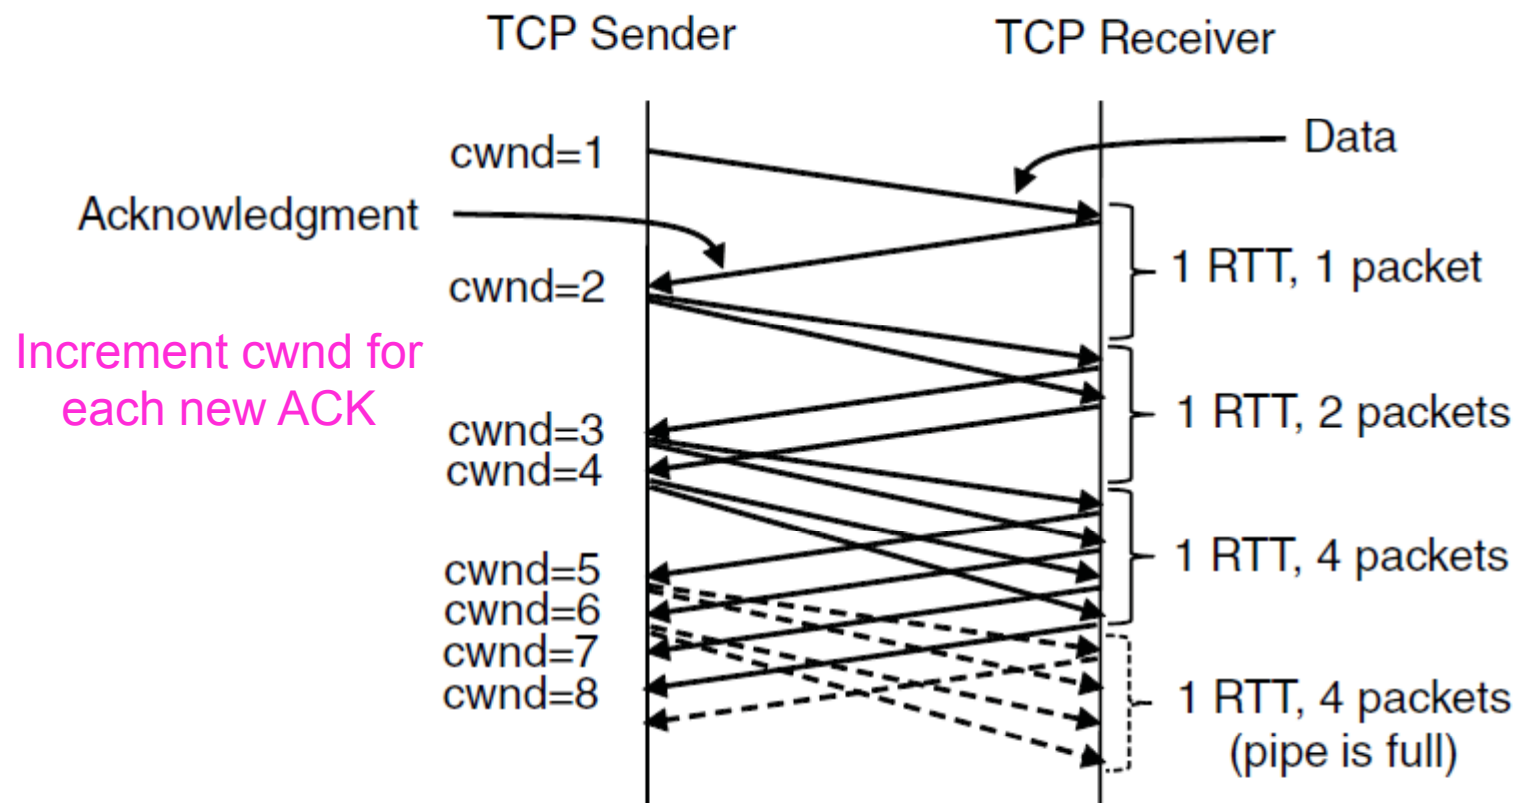 TCP Sender
TCP Receiver
cwnd=1
Data
Acknowledgment
1 RTT, 1 packet
cwnd=2
Increment cwnd for
each new ACK
1 RTT, 2 packets
cwnd=3
cwnd=4
1 RTT, 4 packets
cwnd=5
cwnd=6
cwnd=7
cwnd=8
1 RTT, 4 packets
(pipe is full)